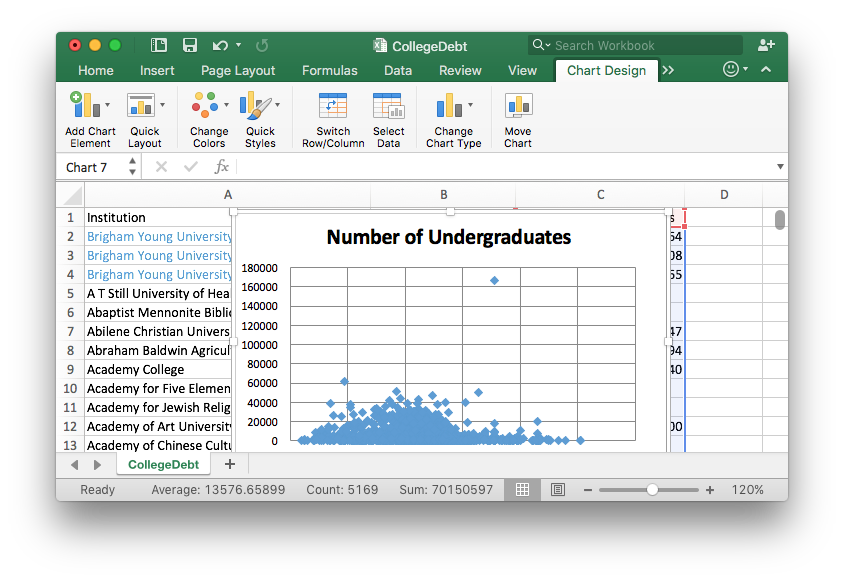 CollegeDebt
Search Workbook
Home Insert Page Layout Formulas Data Review View Chart Design
Add Chart Element
Quick Layout
Change Colors
Quick Styles
Switch Row/Column
Select Data
Change Chart Type
Move Chart
Chart 7 fx
A B C D
1 Institution s
2 Brigham Young University 54
3 Brigham Young University 08
4 Brigham Young University 55
5 A T Still University of Hea
6 Abaptist Mennonite Biblic
7 Abilene Christian Univers 47
8 Abraham Baldwin Agricul 94
9 Academy College 40
10 Academy for Five Elemen
11 Academy for Jewish Relig
12 Academy of Art University 00
13 Academy of Chinese Cultu
Number of Undergraduates
180000
160000
140000
120000
100000
80000
60000
40000
20000
0
CollegeDebt +
Ready Average: 13576.65899 Count: 5169 Sum: 70150597 − + 120%